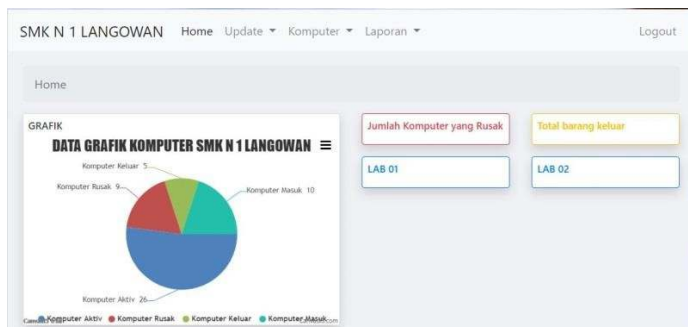 SMK N 1 LANGOWAN Home Update Komputer Laporan Logout
Home
GRAFIK
DATA GRAFIK KOMPUTER SMK N 1 LANGOWAN
Komputer Keluar 5
Komputer Rusak 9
Komputer Masuk 10
Komputer Aktiv 26
Komputer Aktiv Komputer Rusak Komputer Keluar Komputer Masuk
Jumlah Komputer yang Rusak
Total barang keluar
LAB 01
LAB 02